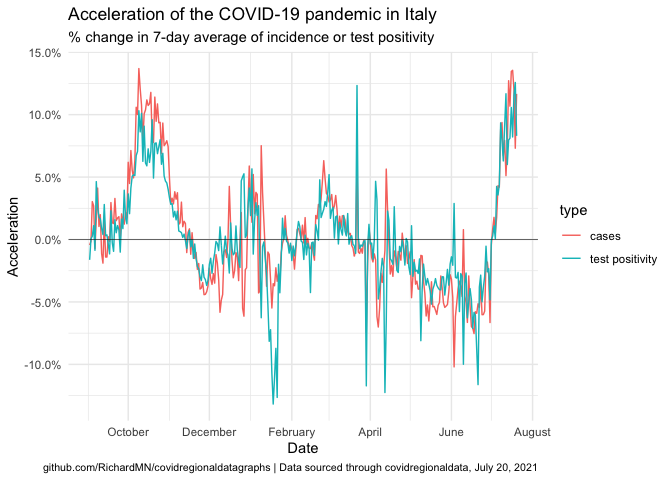 Acceleration of the COVID-19 pandemic in Italy
% change in 7-day average of incidence or test positivity
15.0%
10.0%
5.0%
0.0%
-5.0%
-10.0%
Acceleration
October December February April June August
Date
type
cases
test positivity
github.com/RichardMN/covidregionaldatagraphs | Data sourced through covidregionaldata, July 20, 2021